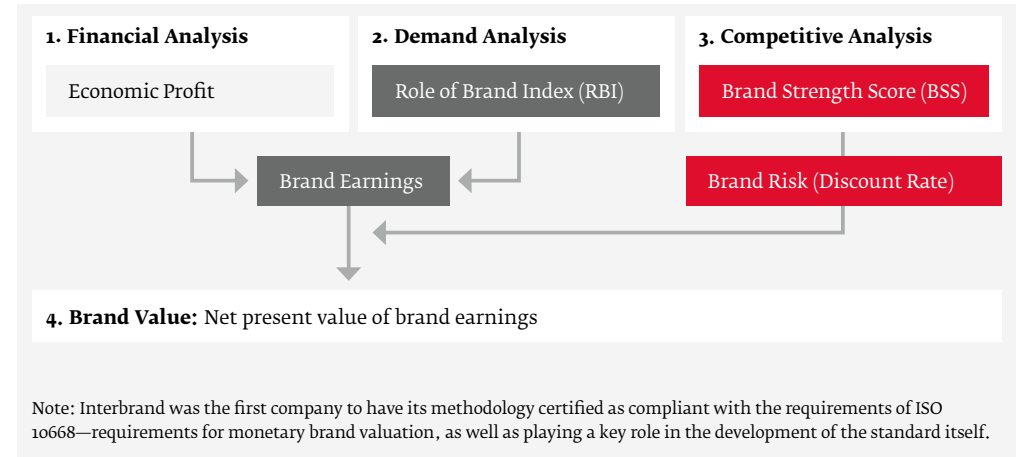 1. Financial Analysis
2. Demand Analysis
3. Competitive Analysis
Economic Profit
Role of Brand Index (RBI)
Brand Strength Score (BSS)
Brand Earnings
Brand Risk (Discount Rate)
4. Brand Value: Net present value of brand earnings
Note: Interbrand was the first company to have its methodology certified as compliant with the requirements of ISO
10668—requirements for monetary brand valuation, as well as playing a key role in the development of the standard itself.